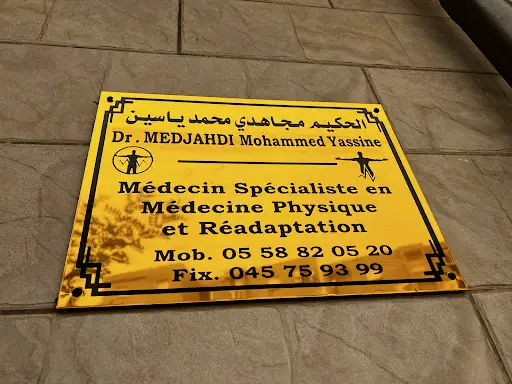 الحكيم مجاهدي محمد ياسين
Dr. MEDJAHDI Mohammed Yassine
Médecin Spécialiste en
Médecine Physique
et Réadaptation
Mob. 05 58 82 05 20
Fix. 045 75 93 99